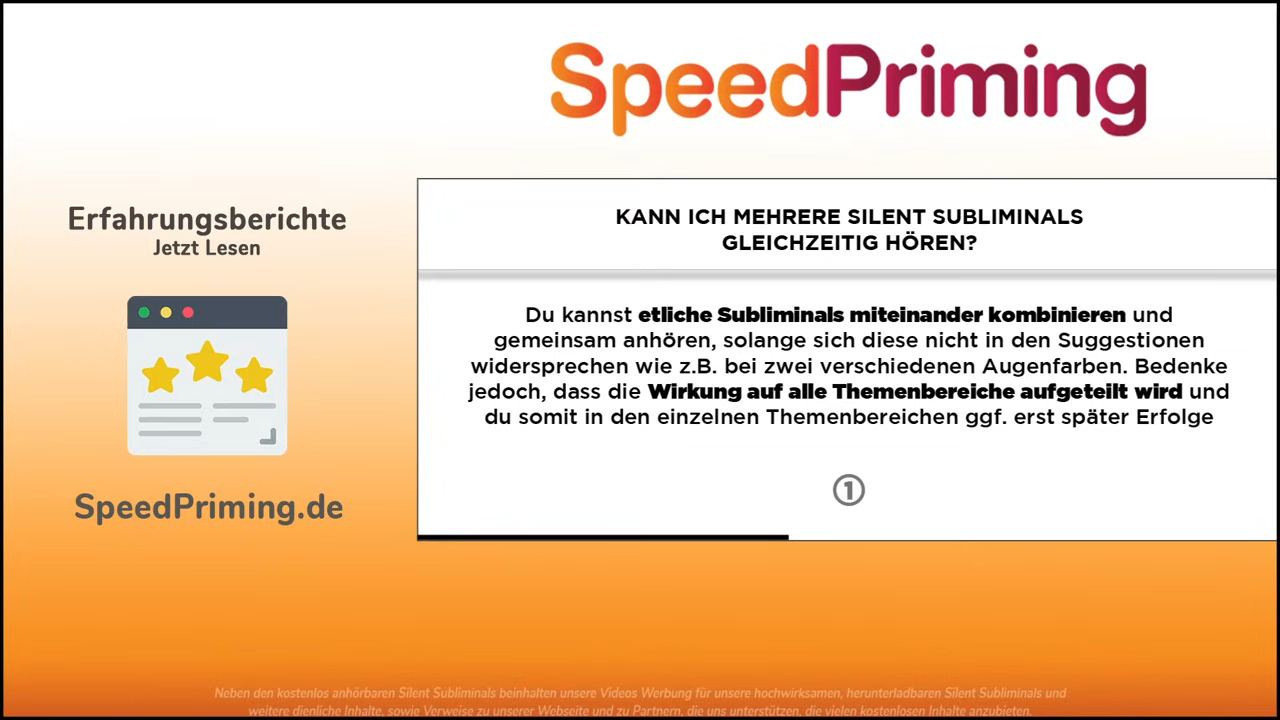 SpeedPriming
Erfahrungsberichte
Jetzt Lesen
SpeedPriming.de
KANN ICH MEHRERE SILENT SUBLIMINALS
GLEICHZEITIG HÖREN?
Du kannst etliche Subliminals miteinander kombinieren und
gemeinsam anhören, solange sich diese nicht in den Suggestionen
widersprechen wie z.B. bei zwei verschiedenen Augenfarben. Bedenke
jedoch, dass die Wirkung auf alle Themenbereiche aufgeteilt wird und
du somit in den einzelnen Themenbereichen ggf. erst später Erfolge
1
Neben den kostenlos anhörbaren Silent Subliminals beinhalten unsere Videos Werbung für unsere hochwirksamen, herunterladbaren Silent Subliminals und
weitere dienliche Inhalte, sowie Verweise zu unserer Webseite und zu Partnern, die uns unterstützen, die vielen kostenlosen Inhalte anzubieten.